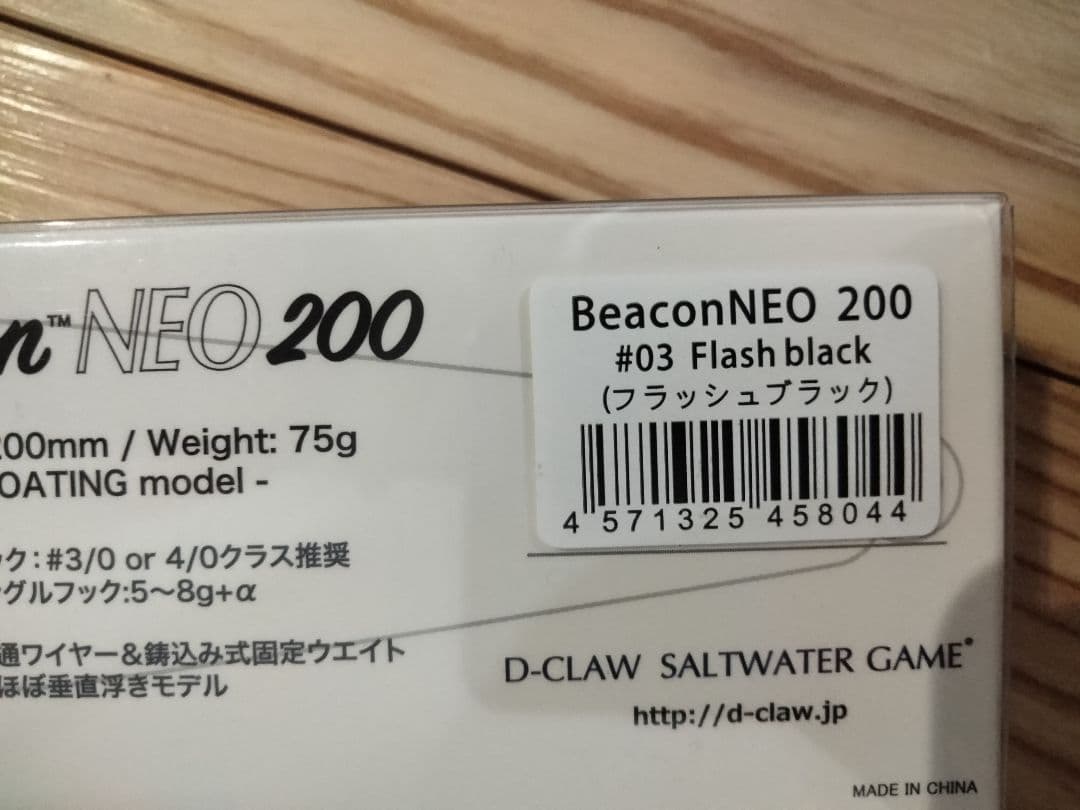 NEO 200
200mm / Weight: 75g
OATING model -
ック:#3/0 or 4/0クラス推奨
グルフック:5〜8g+α
通ワイヤー&鋳込み式固定ウエイト
ほぼ垂直浮きモデル
BeaconNEO 200
#03 Flash black
(フラッシュブラック)
4 571325 458044
D-CLAW SALTWATER GAME
http://d-claw.jp
MADE IN CHINA